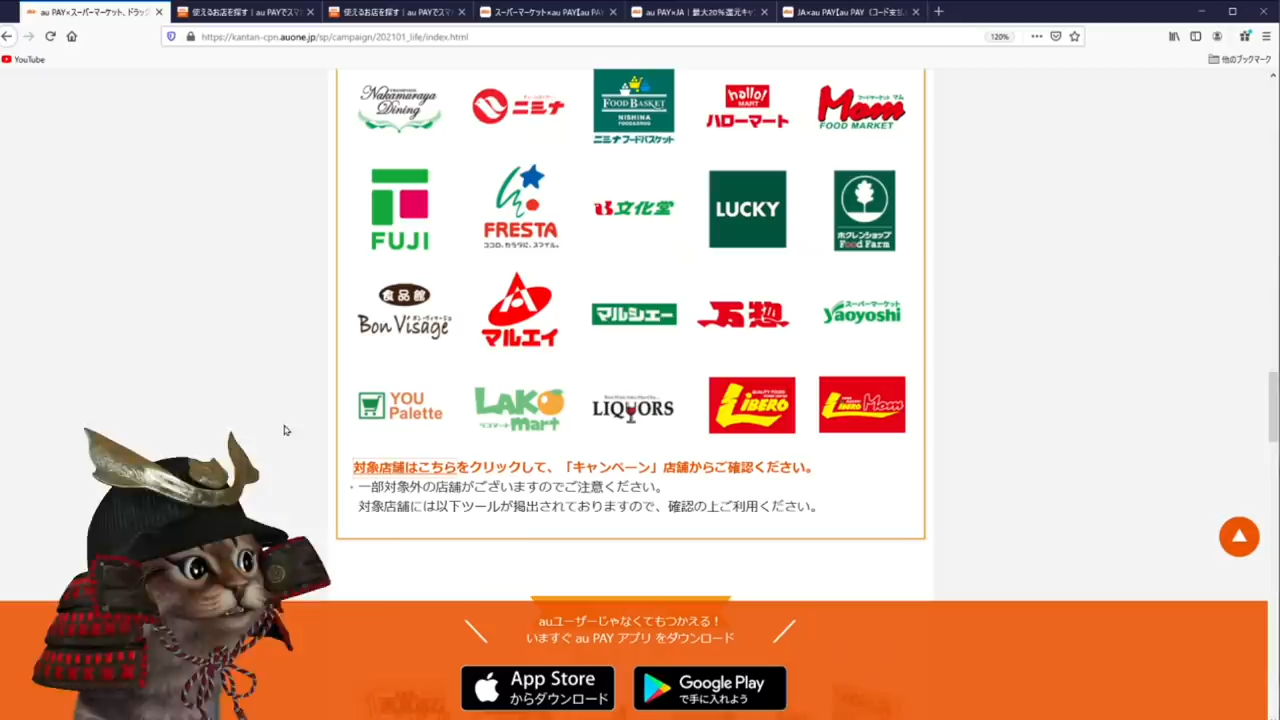 au PAY×スーパーマーケット、ドラッ
使えるお店を探す | au PAYでスマ
使えるお店を探す | au PAYでスマ
スーパーマーケット×au PAY【au PAY
au PAY×JA | 最大20%還元キャン
JA×au PAY【au PAY（コード支払
https://kantan-cpn.auone.jp/sp/campaign/202101_life/index.html
120%
YouTube
他のブックマーク
Nakamuraya
Dining
ニシナ
FOOD BASKET
NISHINA
FOOD&DRUG
ニシナフードバスケット
hallo!
MART
ハローマート
フードマーケット マム
Mom
FOOD MARKET
FUJI
FRESTA
ココロ、カラダに、スマイル。
文化堂
LUCKY
ホクレンショップ
Food Farm
食品館
Bon Visage
マルエイ
マルシェー
万惣
スーパーマーケット
Yaoyoshi
YOU
Palette
LAKO
mart
ラコマート
LIQUORS
LIBERO
LIBERO Mom
対象店舗はこちらをクリックして、「キャンペーン」店舗からご確認ください。
・一部対象外の店舗がございますのでご注意ください。
対象店舗には以下ツールが掲出されておりますので、確認の上ご利用ください。
auユーザーじゃなくてもつかえる！
いますぐ au PAY アプリ をダウンロード
App Store
からダウンロード
Google Play
で手に入れよう